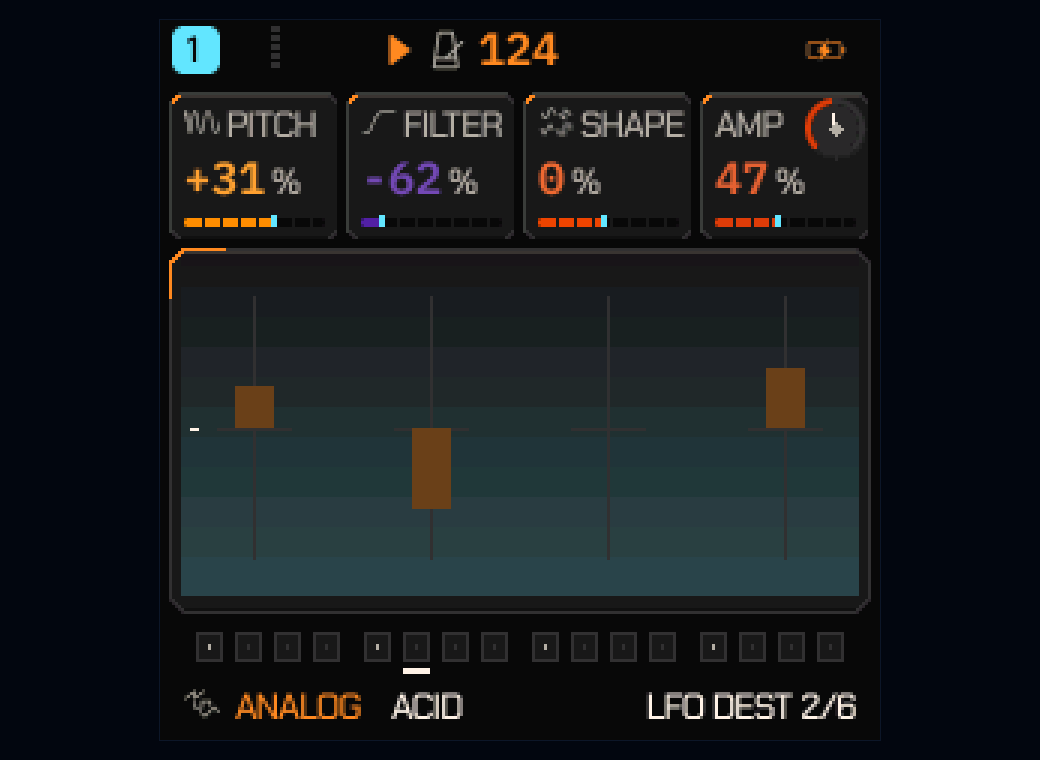 1 124
PITCH FILTER SHAPE AMP
+31% -62% 0% 47%
ANALOG ACID LFO DEST 2/6